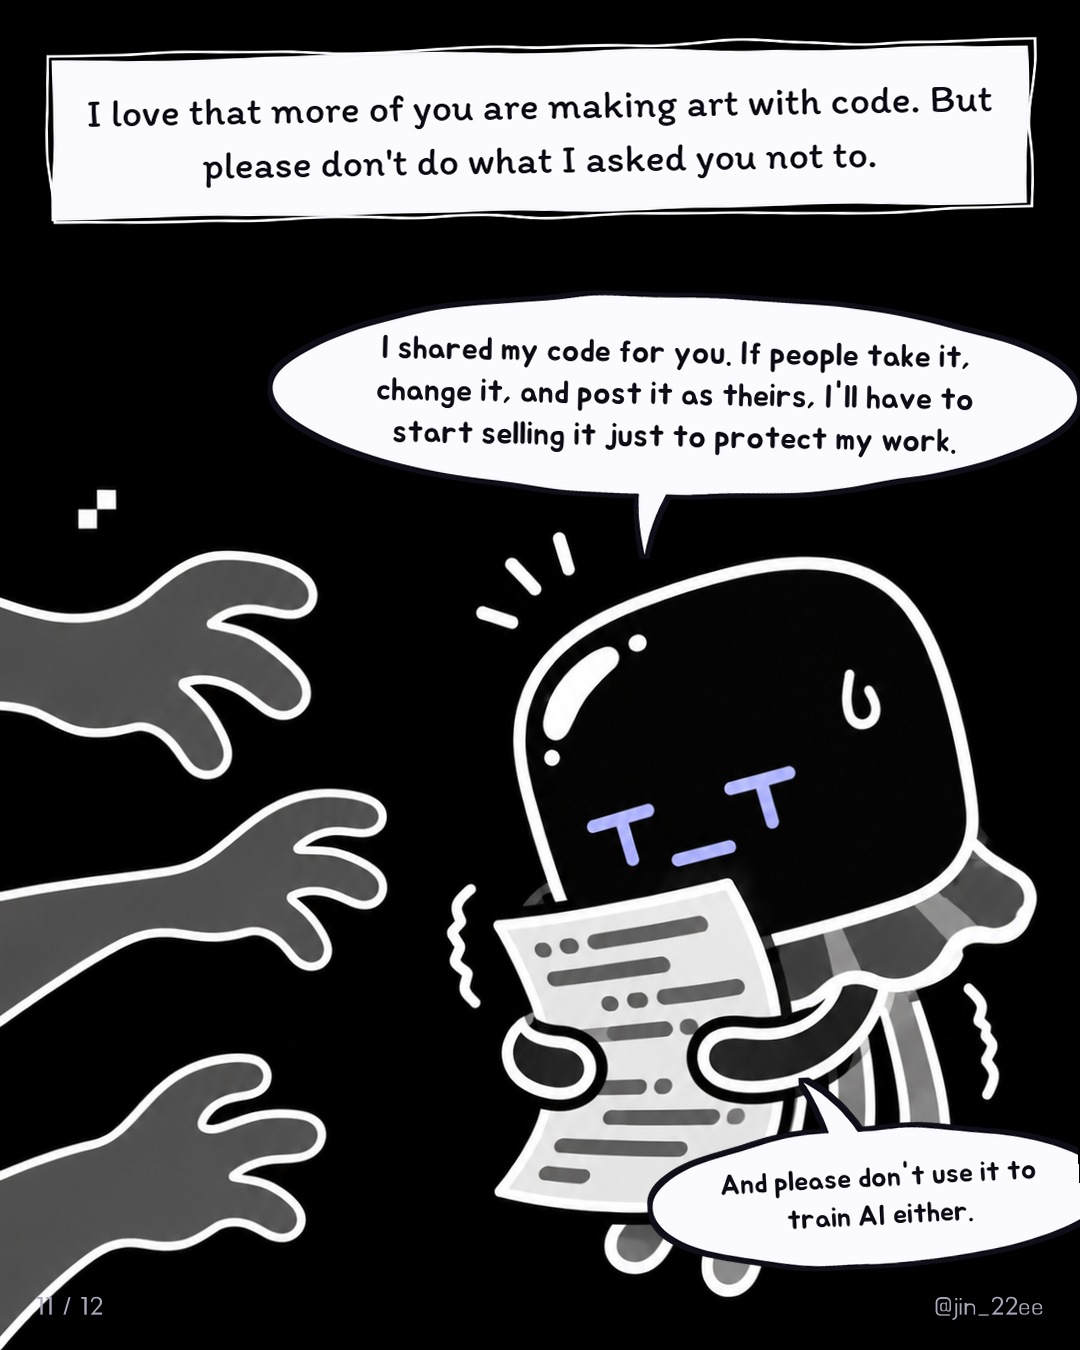 I love that more of you are making art with code. But
please don't do what I asked you not to.
I shared my code for you. If people take it,
change it, and post it as theirs, I'll have to
start selling it just to protect my work.
And please don't use it to
train AI either.
11 / 12
@jin_22ee